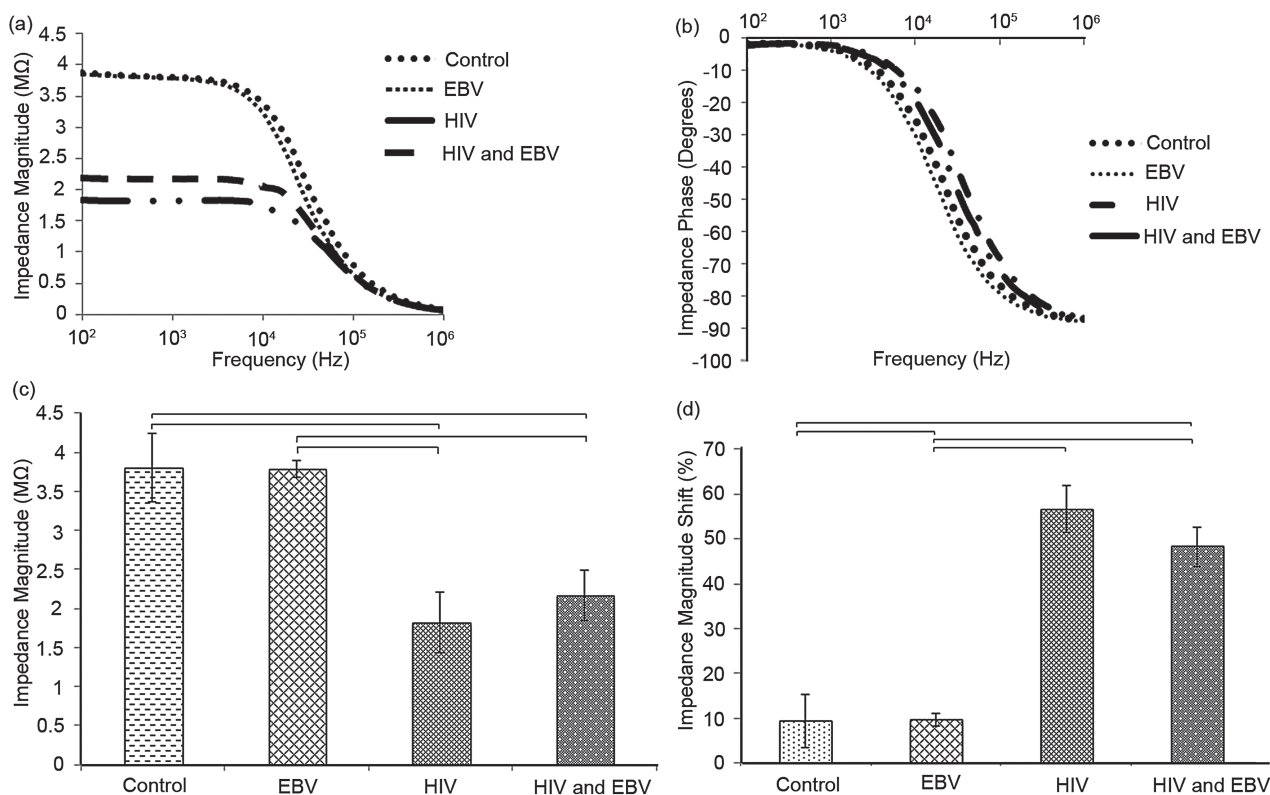 (a)
Impedance Magnitude (MΩ)
4.5
4
3.5
3
2.5
2
1.5
1
0.5
0
10²
10³
10⁴
10⁵
10⁶
Frequency (Hz)
Control
EBV
HIV
HIV and EBV
(b)
10²
10³
10⁴
10⁵
10⁶
Impedance Phase (Degrees)
0
-10
-20
-30
-40
-50
-60
-70
-80
-90
-100
Frequency (Hz)
Control
EBV
HIV
HIV and EBV
(c)
Impedance Magnitude (MΩ)
4.5
4
3.5
3
2.5
2
1.5
1
0.5
0
Control
EBV
HIV
HIV and EBV
(d)
Impedance Magnitude Shift (%)
70
60
50
40
30
20
10
0
Control
EBV
HIV
HIV and EBV